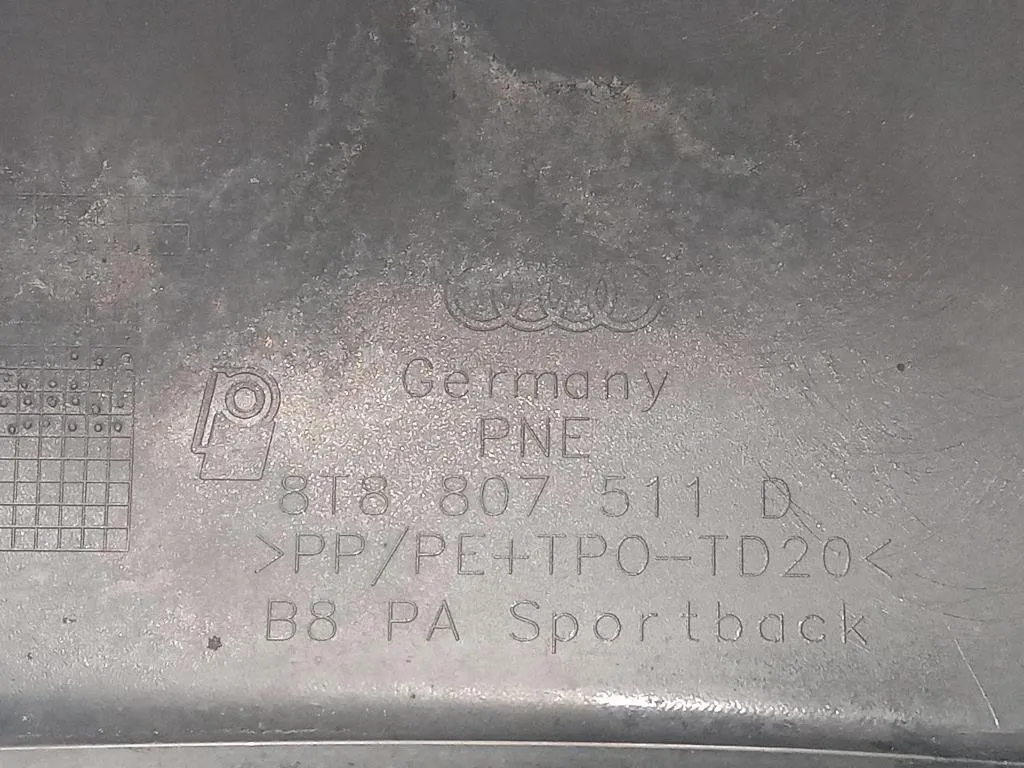 Germany
PNE
8T8 807 511 D
>PP/PE+TPO-TD20<
B8 PA Sportback